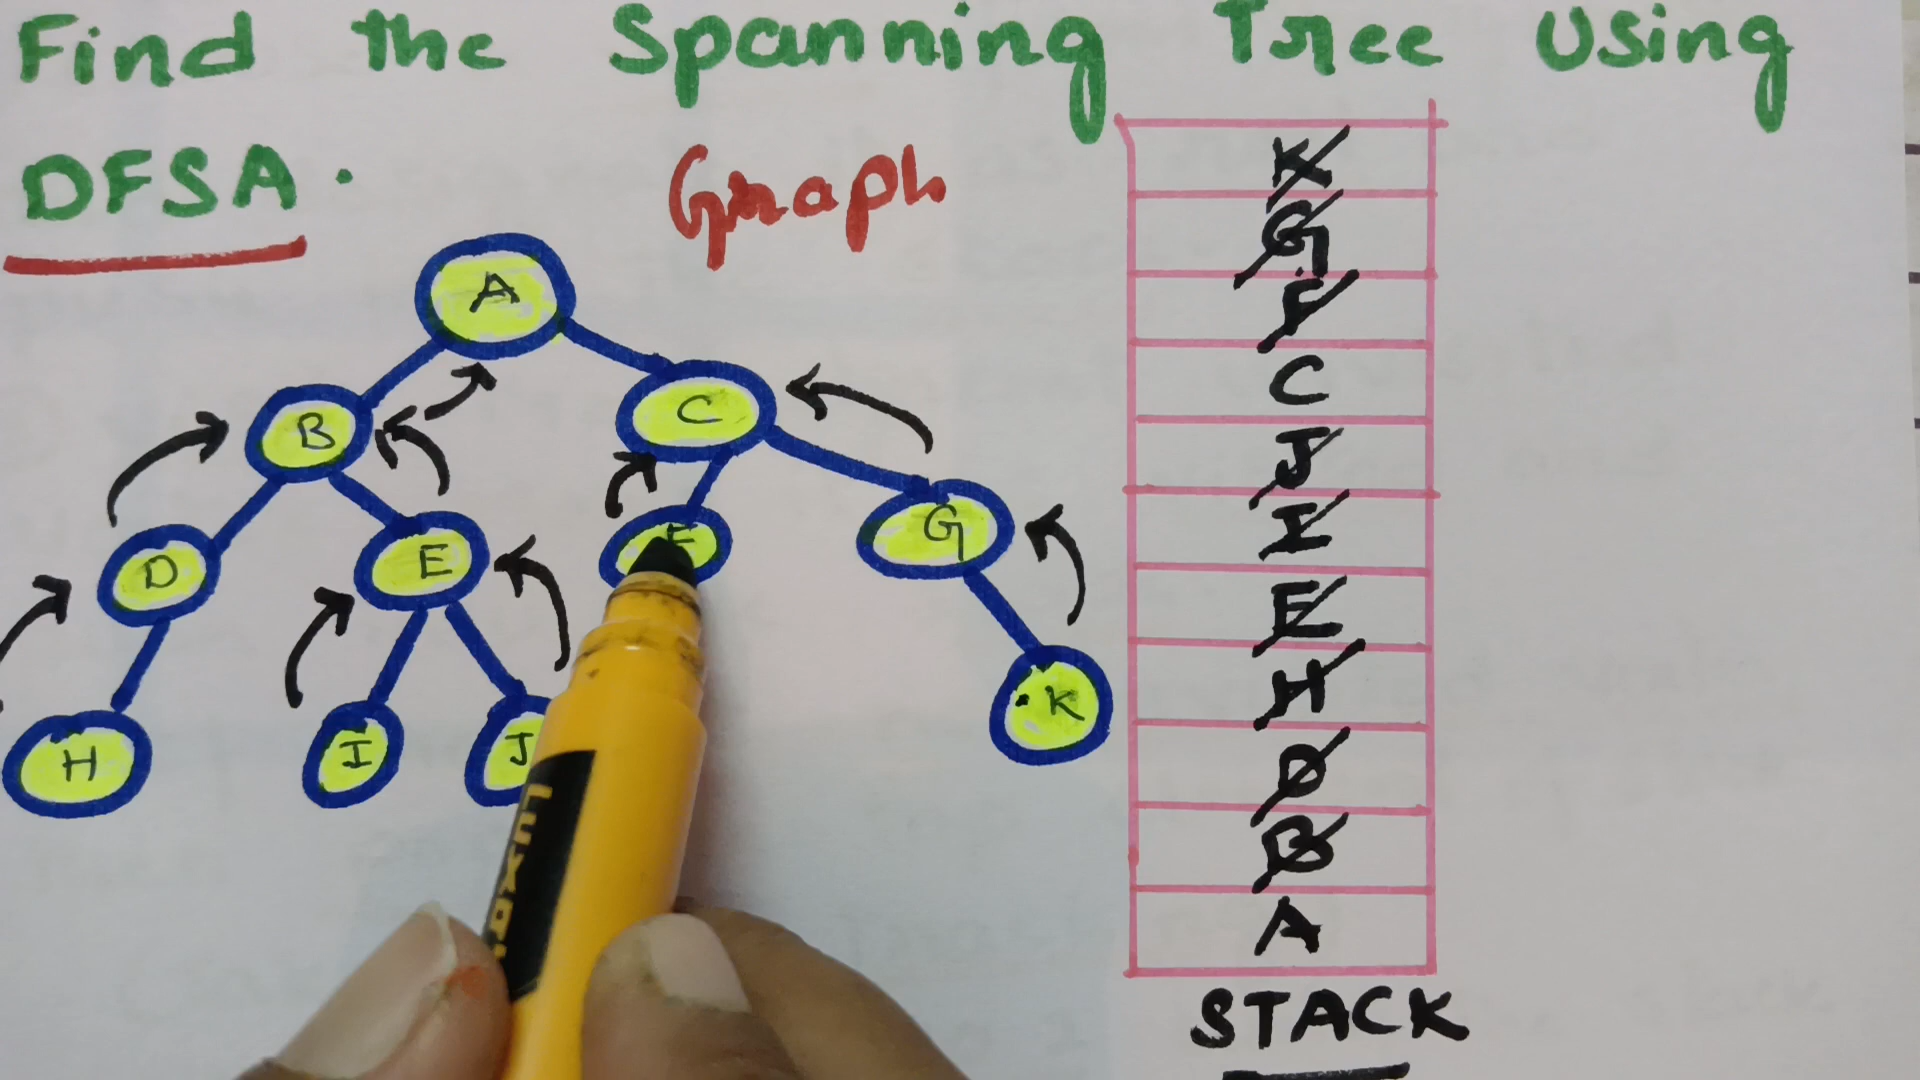 Find the Spanning Tree Using
DFSA.
Graph
A
B
C
D
E
F
G
H
I
J
K
K
G
F
C
J
I
E
H
D
B
A
STACK